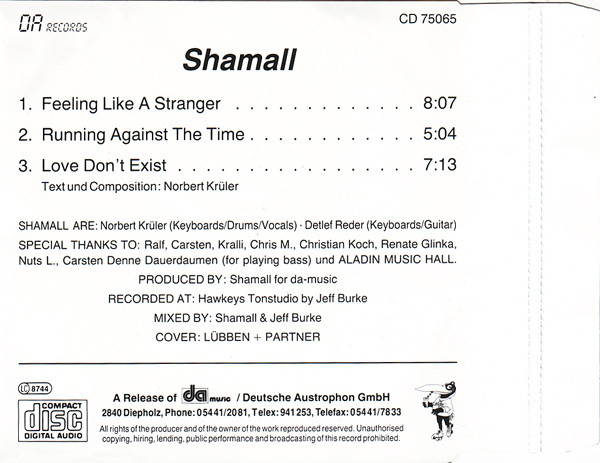 DA RECORDS
CD 75065
Shamall
1. Feeling Like A Stranger . . . . . . . . . . . . . 8:07
2. Running Against The Time . . . . . . . . . . . . 5:04
3. Love Don't Exist . . . . . . . . . . . . . . . . . 7:13
Text und Composition: Norbert Krüler
SHAMALL ARE: Norbert Krüler (Keyboards/Drums/Vocals) · Detlef Reder (Keyboards/Guitar)
SPECIAL THANKS TO: Ralf, Carsten, Kralli, Chris M., Christian Koch, Renate Glinka,
Nuts L., Carsten Denne Dauerdaumen (for playing bass) und ALADIN MUSIC HALL.
PRODUCED BY: Shamall for da-music
RECORDED AT: Hawkeys Tonstudio by Jeff Burke
MIXED BY: Shamall & Jeff Burke
COVER: LÜBBEN + PARTNER
LC 8744
COMPACT
disc
DIGITAL AUDIO
A Release of da music / Deutsche Austrophon GmbH
2840 Diepholz, Phone: 05441/2081, Telex: 941253, Telefax: 05441/7833
All rights of the producer and of the owner of the work reproduced reserved. Unauthorised
copying, hiring, lending, public performance and broadcasting of this record prohibited.